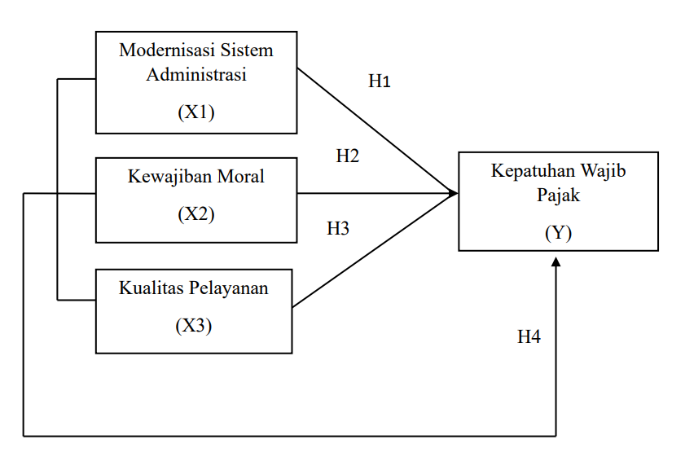 Modernisasi Sistem
Administrasi
(X1)
H1
H2
Kewajiban Moral
(X2)
Kepatuhan Wajib
Pajak
(Y)
H3
Kualitas Pelayanan
(X3)
H4